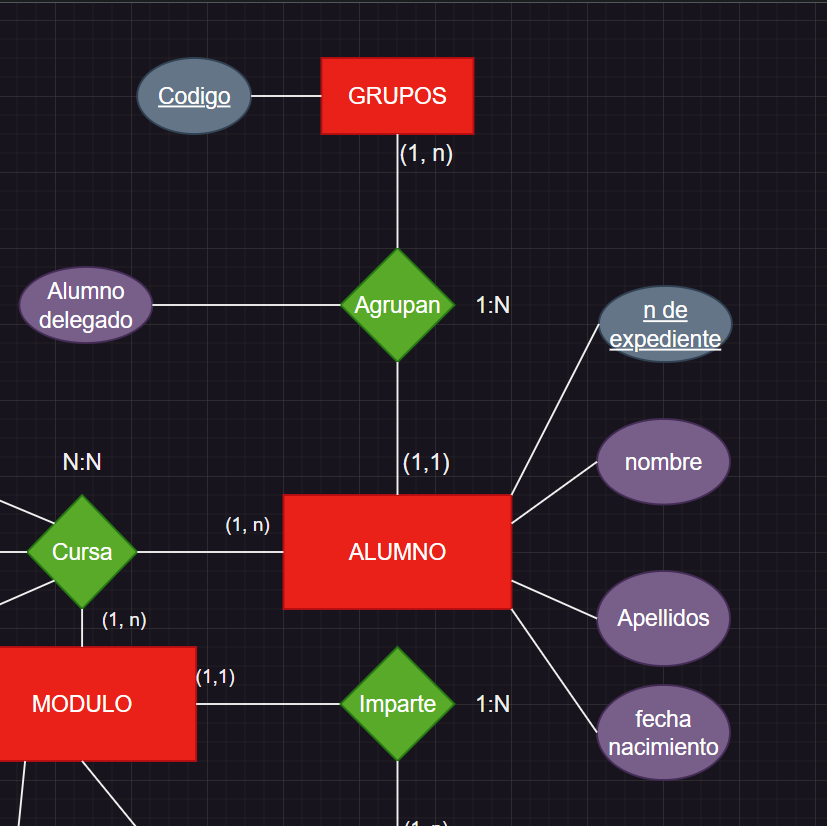 Codigo
GRUPOS
(1, n)
Alumno
delegado
Agrupan
1:N
n de
expediente
N:N
(1,1)
nombre
(1, n)
Cursa
ALUMNO
(1, n)
Apellidos
(1,1)
MODULO
Imparte
1:N
fecha
nacimiento